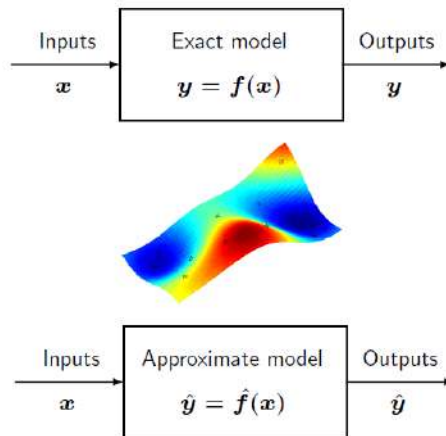 Inputs Exact model Outputs
x y = f(x) y
Inputs Approximate model Outputs
x ŷ = f̂(x) ŷ